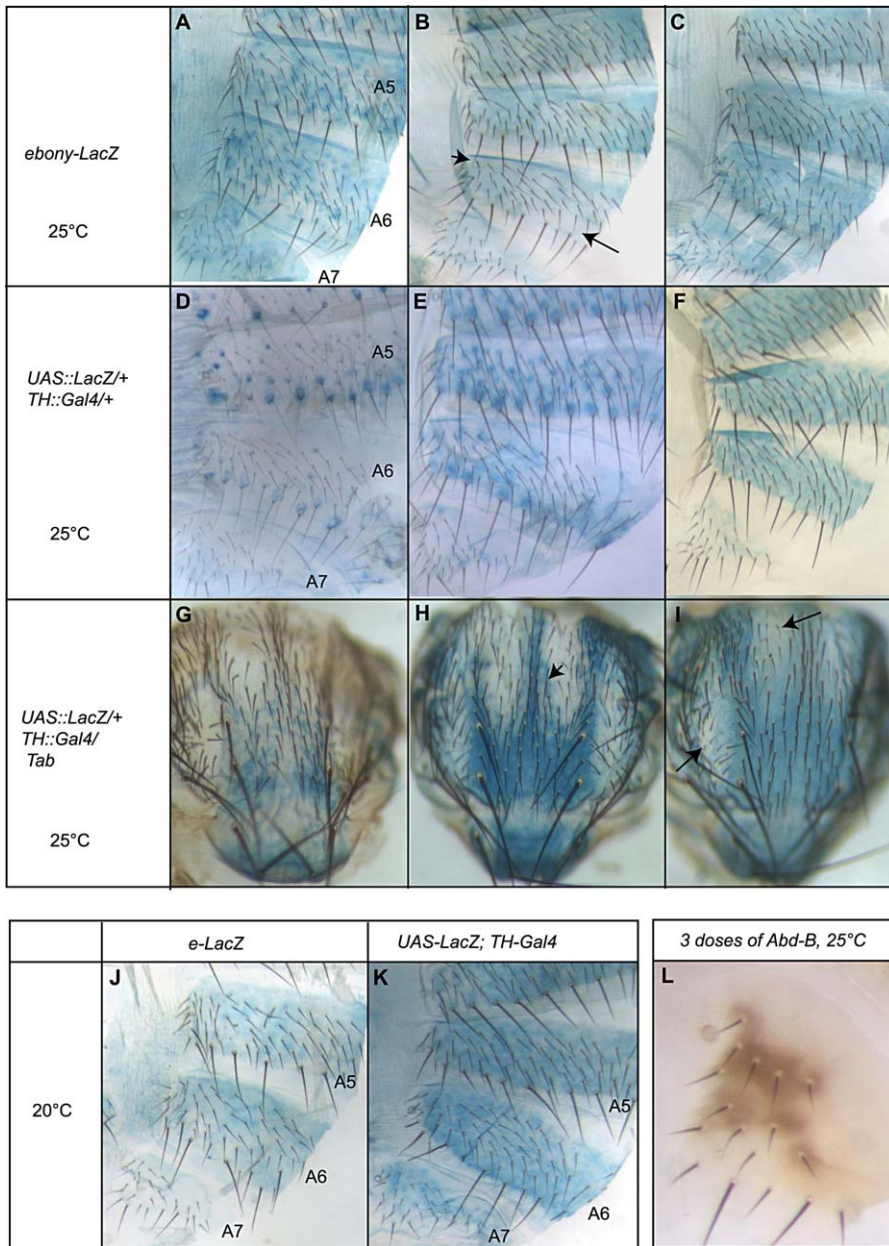 A
B
C
ebony-LacZ
25°C
A5
A6
A7
D
E
F
UAS::LacZ/+
TH::Gal4/+
25°C
A5
A6
A7
G
H
I
UAS::LacZ/+
TH::Gal4/
Tab
25°C
e-LacZ
UAS-LacZ; TH-Gal4
3 doses of Abd-B, 25°C
J
K
L
20°C
A5
A6
A7
A5
A6
A7